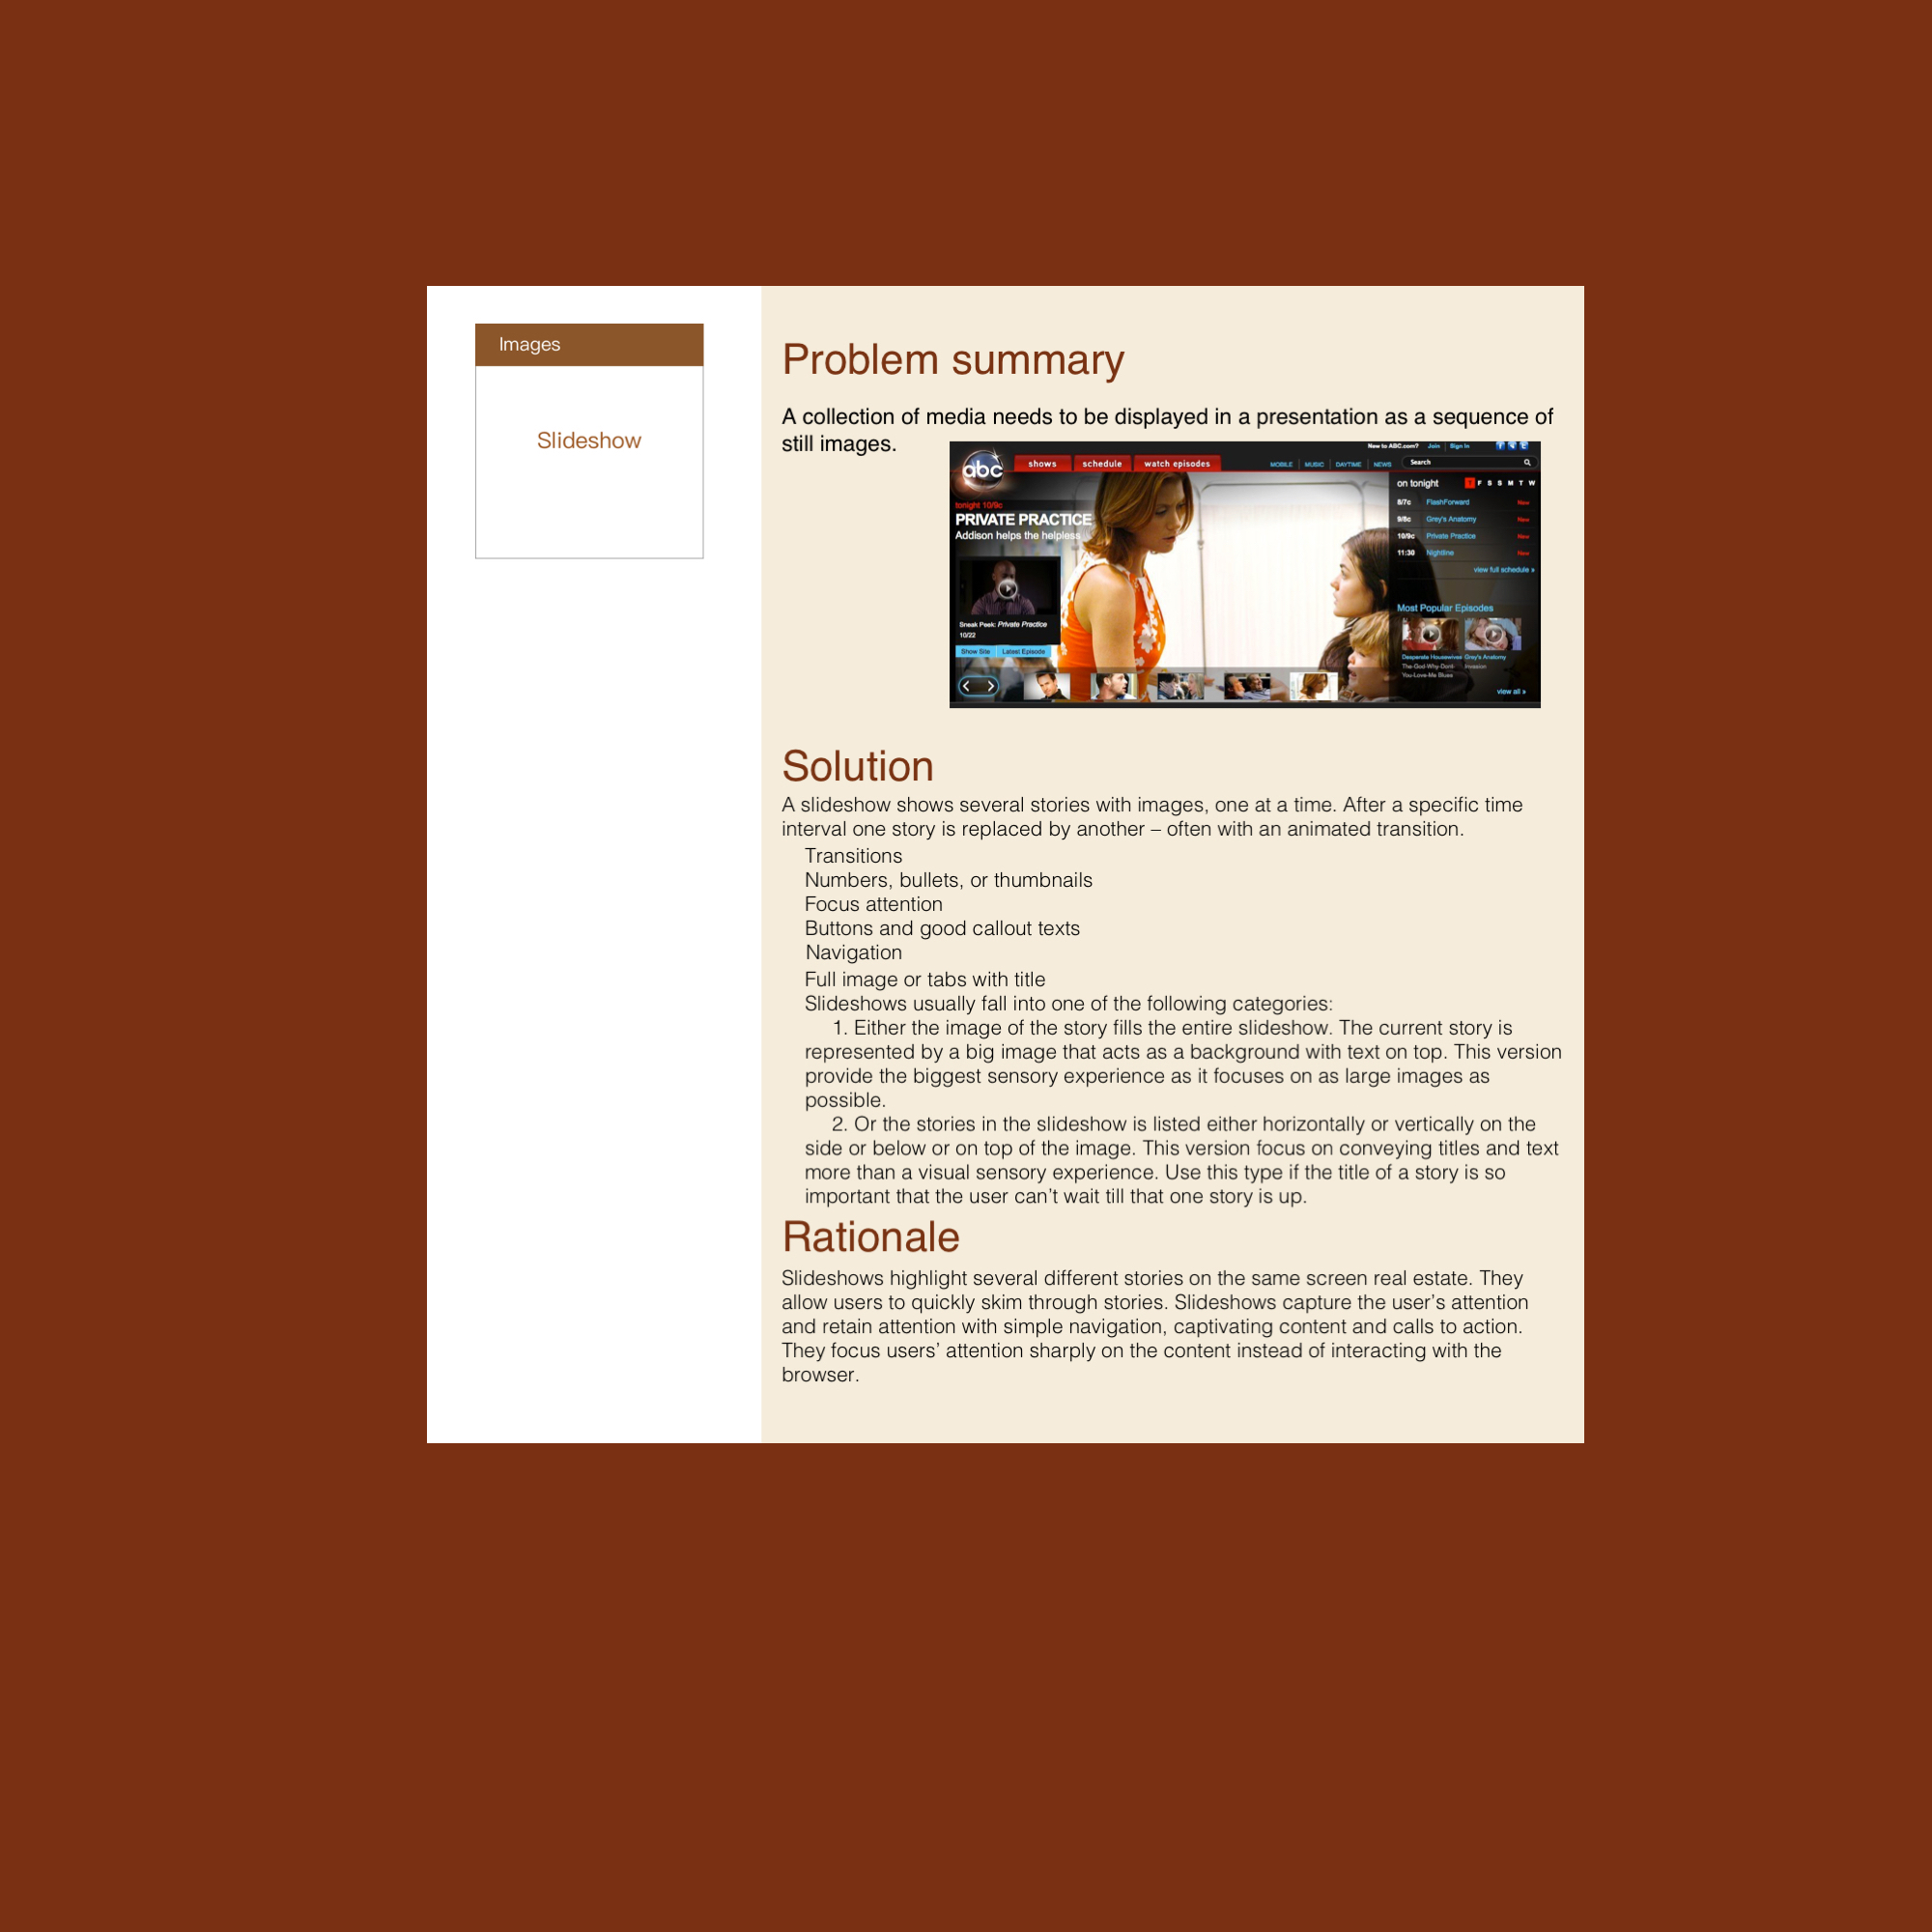 Images
Slideshow
Problem summary
A collection of media needs to be displayed in a presentation as a sequence of
still images.
New to ABC.com? Join Sign In
abc
shows schedule watch episodes
MOBILE MUSIC DAYTIME NEWS
Search
tonight 10/9c
PRIVATE PRACTICE
Addison helps the helpless
Sneak Peek: Private Practice
10/22
Show Site Latest Episode
on tonight T F S S M T W
8/7c FlashForward New
9/8c Grey's Anatomy New
10/9c Private Practice New
11:30 Nightline New
view full schedule »
Most Popular Episodes
Desperate Housewives Grey's Anatomy
The-God-Why-Dont- Invasion
You-Love-Me Blues
view all »
Solution
A slideshow shows several stories with images, one at a time. After a specific time
interval one story is replaced by another – often with an animated transition.
Transitions
Numbers, bullets, or thumbnails
Focus attention
Buttons and good callout texts
Navigation
Full image or tabs with title
Slideshows usually fall into one of the following categories:
1. Either the image of the story fills the entire slideshow. The current story is
represented by a big image that acts as a background with text on top. This version
provide the biggest sensory experience as it focuses on as large images as
possible.
2. Or the stories in the slideshow is listed either horizontally or vertically on the
side or below or on top of the image. This version focus on conveying titles and text
more than a visual sensory experience. Use this type if the title of a story is so
important that the user can’t wait till that one story is up.
Rationale
Slideshows highlight several different stories on the same screen real estate. They
allow users to quickly skim through stories. Slideshows capture the user’s attention
and retain attention with simple navigation, captivating content and calls to action.
They focus users’ attention sharply on the content instead of interacting with the
browser.